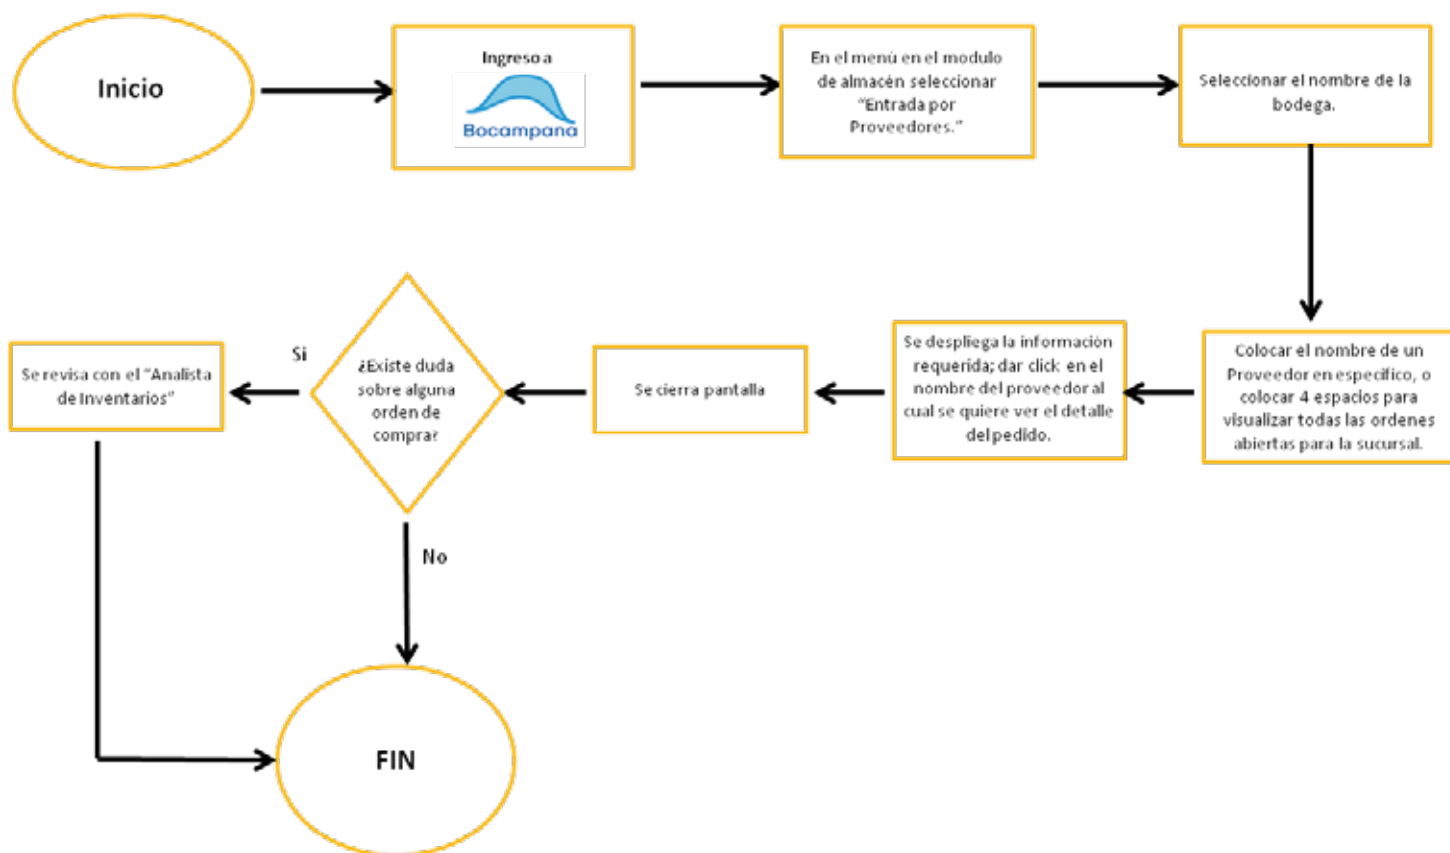 Inicio
Ingreso a
Bocampana
En el menú en el modulo
de almacén seleccionar
“Entrada por
Proveedores.”
Seleccionar el nombre de la
bodega.
Colocar el nombre de un
Proveedor en especifico, o
colocar 4 espacios para
visualizar todas las ordenes
abiertas para la sucursal.
Se despliega la información
requerida; dar click en el
nombre del proveedor al
cual se quiere ver el detalle
del pedido.
Se cierra pantalla
¿Existe duda
sobre alguna
orden de
compra?
Si
Se revisa con el “Analista
de Inventarios”
No
FIN